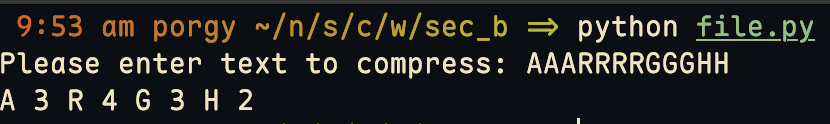 9:53 am porgy ~/n/s/c/w/sec_b => python file.py
Please enter text to compress: AAARRRRGGGHH
A 3 R 4 G 3 H 2